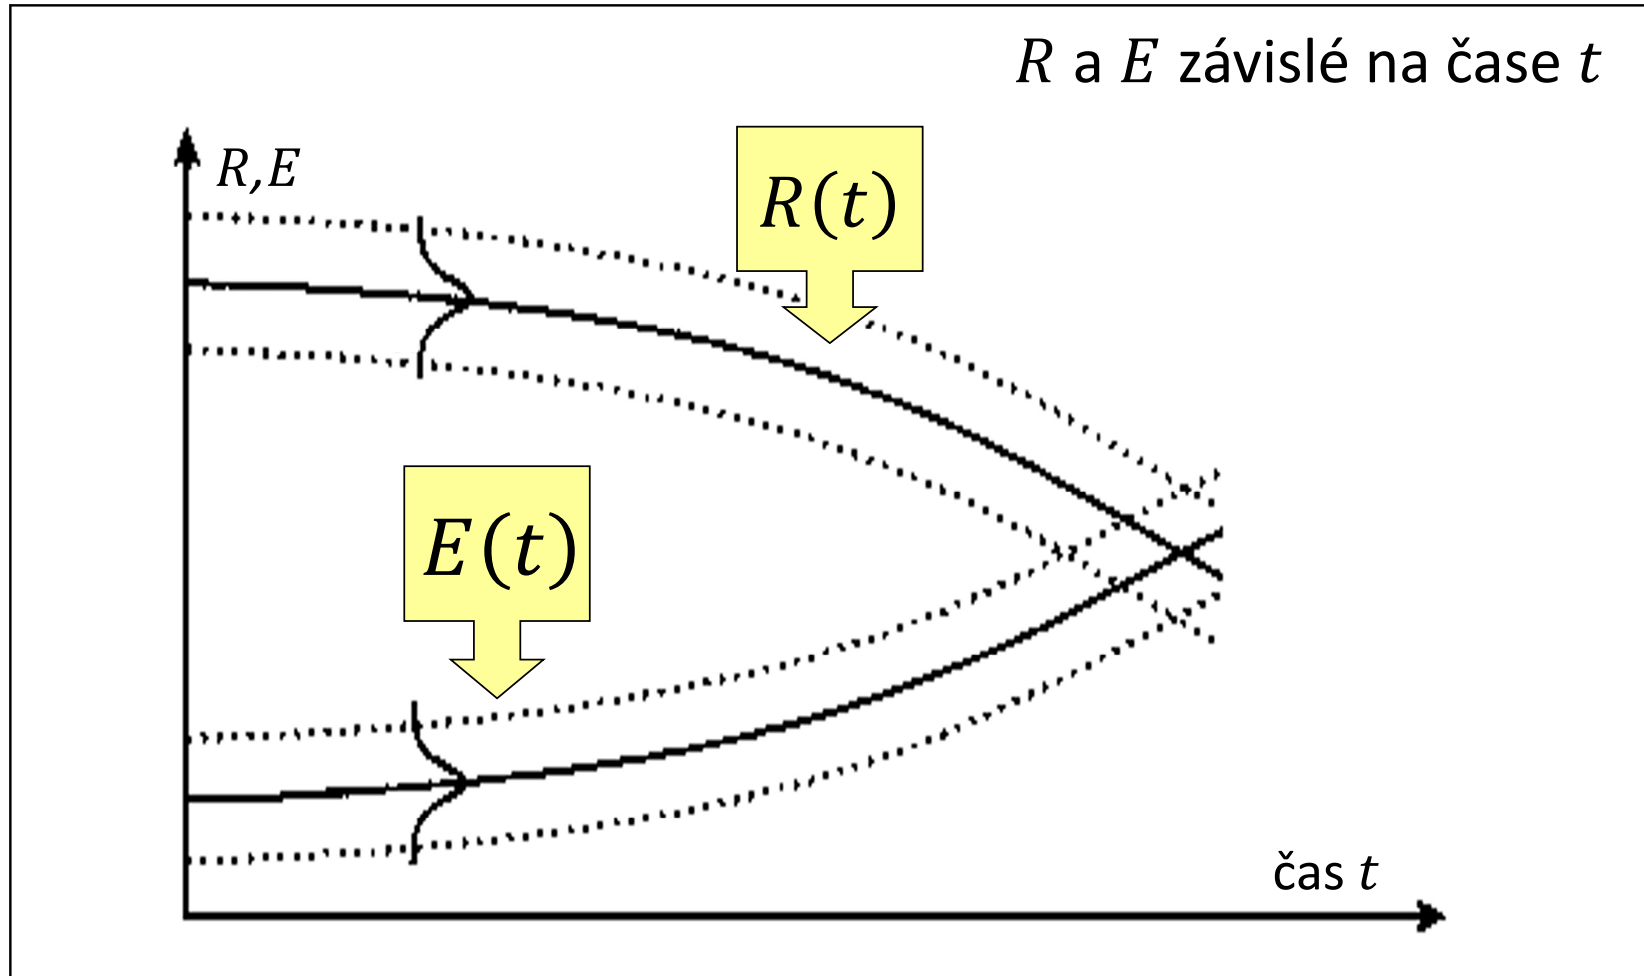 R a E závislé na čase t
R,E
R(t)
E(t)
čas t